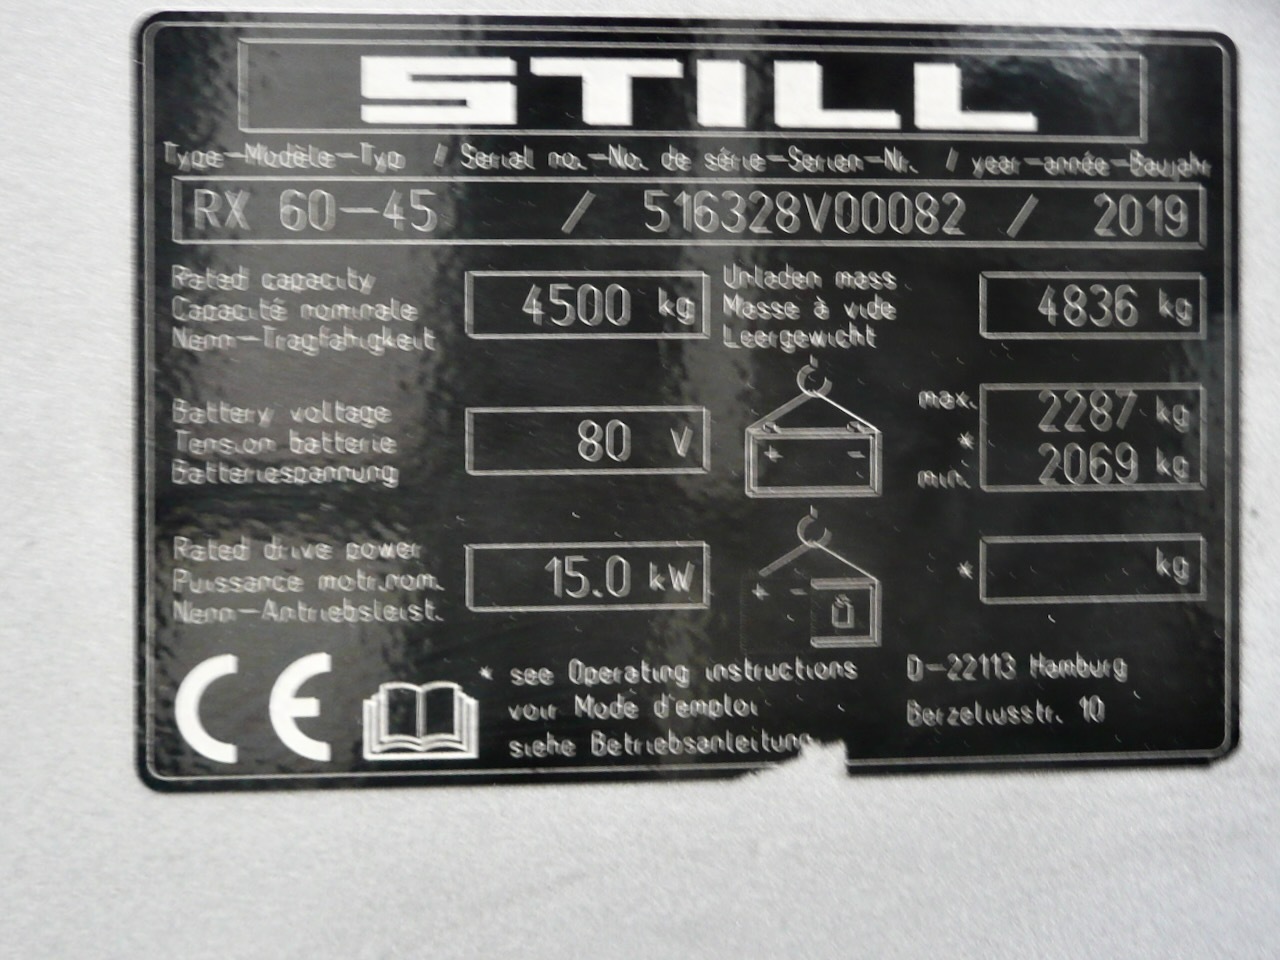 STILL
Type-Modèle-Typ / Serial no.-No. de série-Serien-Nr. / year-année-Baujahr
RX 60-45 / 516328V00082 / 2019
Rated capacity
Capacité nominale
Nenn-Tragfähigkeit
4500 kg
Unladen mass
Masse à vide
Leergewicht
4836 kg
Battery voltage
Tension batterie
Batteriespannung
80 V
+ -
max. 2287 kg
*
min. 2069 kg
Rated drive power
Puissance motr.nom.
Nenn-Antriebsleist.
15.0 kW
+ -
* kg
CE
* see Operating instructions
voir Mode d'emploi
siehe Betriebsanleitung
D-22113 Hamburg
Berzeliusstr. 10